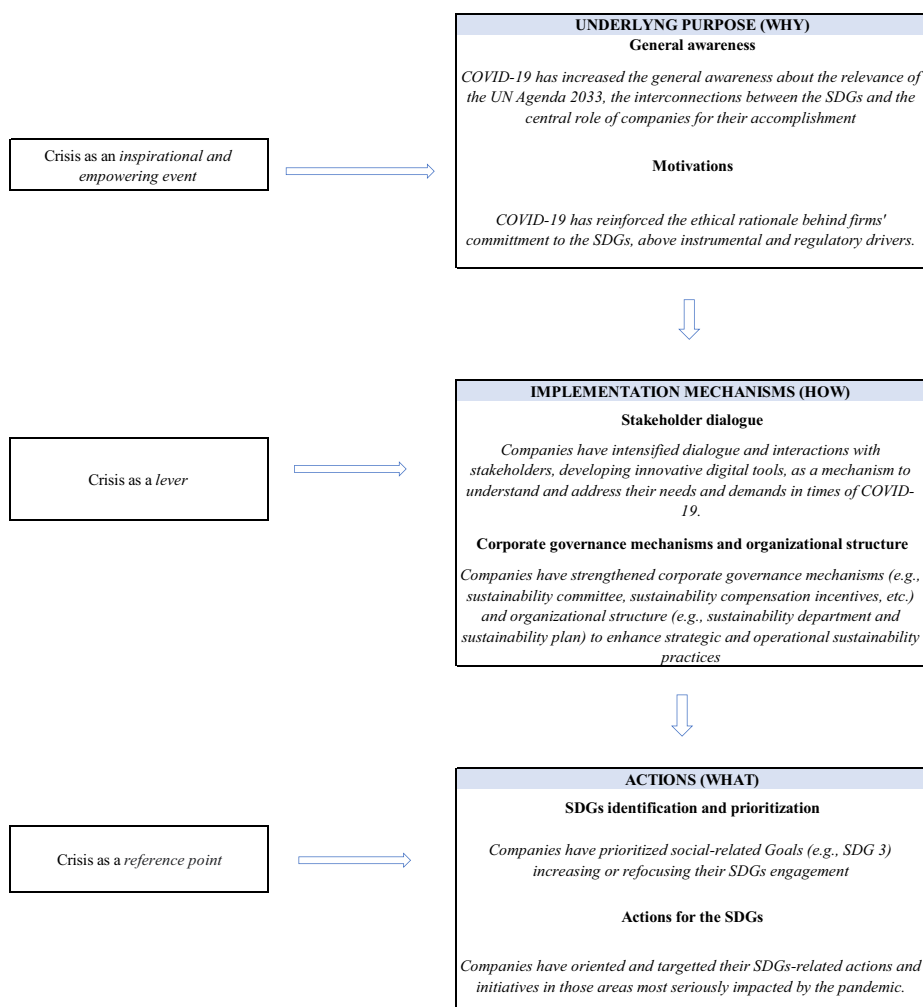 UNDERLYNG PURPOSE (WHY)
General awareness
COVID-19 has increased the general awareness about the relevance of
the UN Agenda 2033, the interconnections between the SDGs and the
central role of companies for their accomplishment
Crisis as an inspirational and
empowering event
Motivations
COVID-19 has reinforced the ethical rationale behind firms'
committment to the SDGs, above instrumental and regulatory drivers.
IMPLEMENTATION MECHANISMS (HOW)
Stakeholder dialogue
Companies have intensified dialogue and interactions with
stakeholders, developing innovative digital tools, as a mechanism to
understand and address their needs and demands in times of COVID-
19.
Crisis as a lever
Corporate governance mechanisms and organizational structure
Companies have strengthened corporate governance mechanisms (e.g.,
sustainability committee, sustainability compensation incentives, etc.)
and organizational structure (e.g., sustainability department and
sustainability plan) to enhance strategic and operational sustainability
practices
ACTIONS (WHAT)
SDGs identification and prioritization
Companies have prioritized social-related Goals (e.g., SDG 3)
increasing or refocusing their SDGs engagement
Crisis as a reference point
Actions for the SDGs
Companies have oriented and targetted their SDGs-related actions and
initiatives in those areas most seriously impacted by the pandemic.